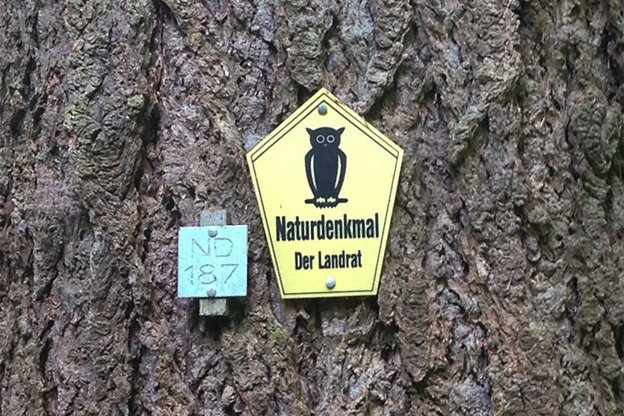 Naturdenkmal
Der Landrat
ND
187